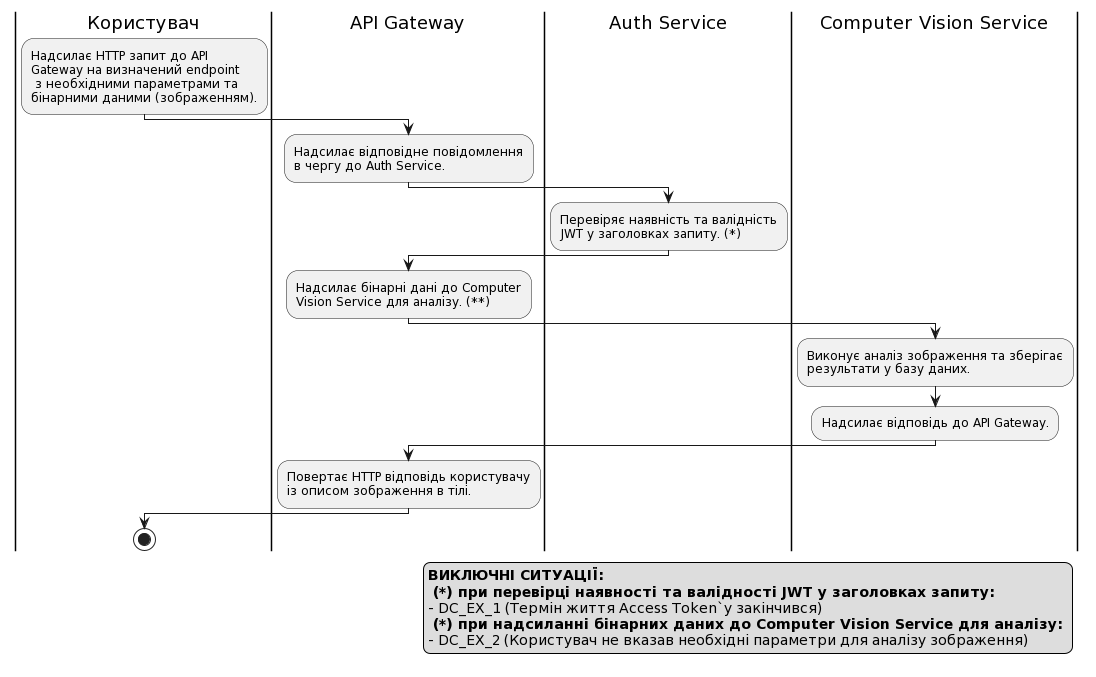 Користувач
API Gateway
Auth Service
Computer Vision Service
Надсилає HTTP запит до API
Gateway на визначений endpoint
з необхідними параметрами та
бінарними даними (зображенням).
Надсилає відповідне повідомлення
в чергу до Auth Service.
Перевіряє наявність та валідність
JWT у заголовках запиту. (*)
Надсилає бінарні дані до Computer
Vision Service для аналізу. (**)
Виконує аналіз зображення та зберігає
результати у базу даних.
Надсилає відповідь до API Gateway.
Повертає HTTP відповідь користувачу
із описом зображення в тілі.
ВИКЛЮЧНІ СИТУАЦІЇ:
(*) при перевірці наявності та валідності JWT у заголовках запиту:
- DC_EX_1 (Термін життя Access Token`у закінчився)
(*) при надсиланні бінарних даних до Computer Vision Service для аналізу:
- DC_EX_2 (Користувач не вказав необхідні параметри для аналізу зображення)